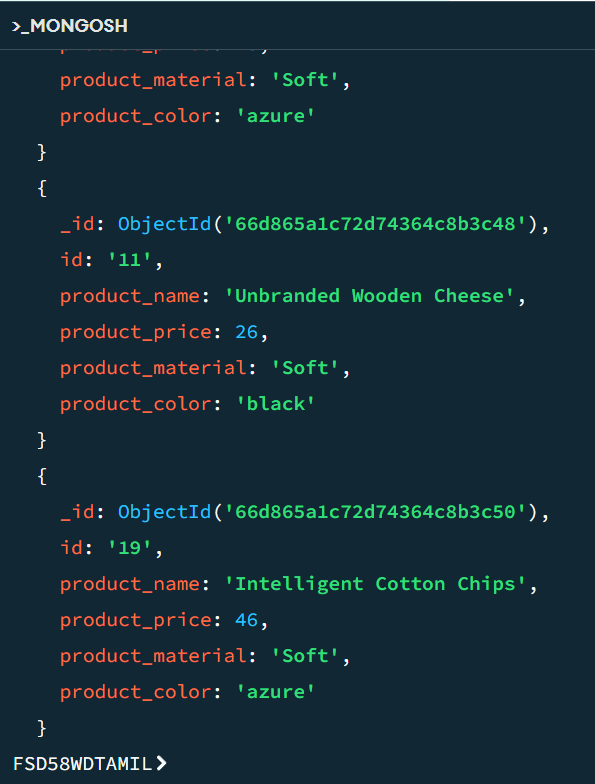 >_MONGOSH
product_material: 'Soft',
product_color: 'azure'
}
{
_id: ObjectId('66d865a1c72d74364c8b3c48'),
id: '11',
product_name: 'Unbranded Wooden Cheese',
product_price: 26,
product_material: 'Soft',
product_color: 'black'
}
{
_id: ObjectId('66d865a1c72d74364c8b3c50'),
id: '19',
product_name: 'Intelligent Cotton Chips',
product_price: 46,
product_material: 'Soft',
product_color: 'azure'
}
FSD58WDTAMIL>